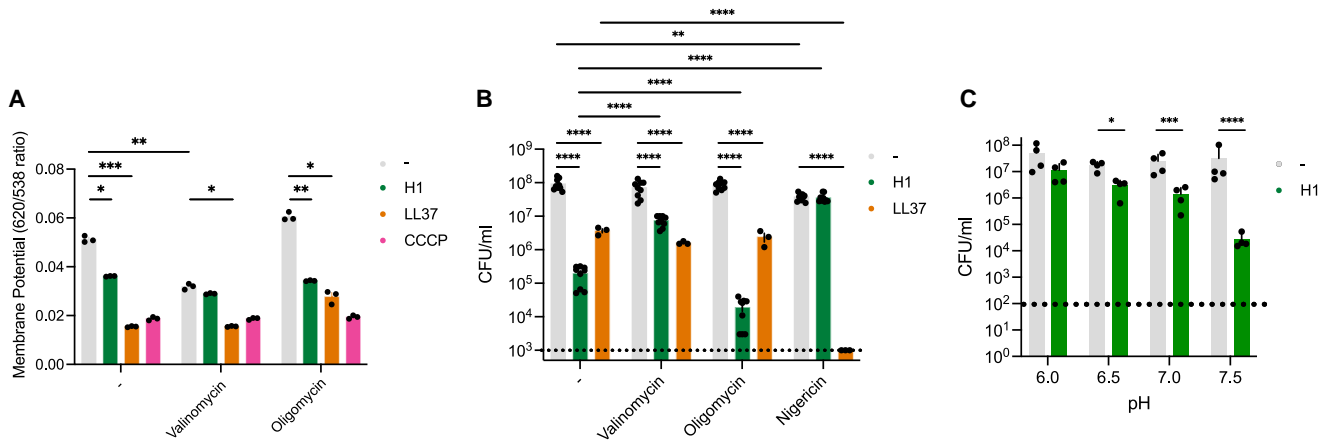 A
Membrane Potential (620/538 ratio)
0.08
0.06
0.04
0.02
0.00
**
***
*
*
*
**
-
Valinomycin
Oligomycin
-
H1
LL37
CCCP
B
CFU/ml
10⁹
10⁸
10⁷
10⁶
10⁵
10⁴
10³
****
**
****
****
****
****
****
****
****
****
****
****
-
Valinomycin
Oligomycin
Nigericin
-
H1
LL37
C
CFU/ml
10⁸
10⁷
10⁶
10⁵
10⁴
10³
10²
10¹
10⁰
*
***
****
6.0
6.5
7.0
7.5
pH
-
H1